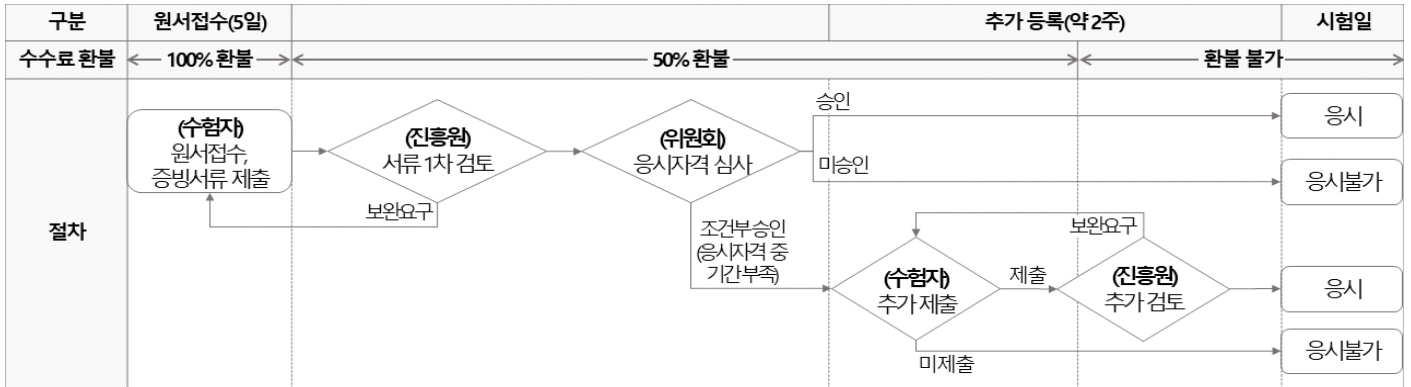 구분 원서접수(5일) 추가 등록(약 2주) 시험일
수수료 환불 100% 환불 50% 환불 환불 불가
절차
(수험자)
원서접수,
증빙서류 제출
(진흥원)
서류 1차 검토
보완요구
(위원회)
응시자격 심사
승인
응시
미승인
응시불가
조건부승인
(응시자격 중
기간부족)
(수험자)
추가 제출
제출
보완요구
(진흥원)
추가 검토
응시
미제출
응시불가